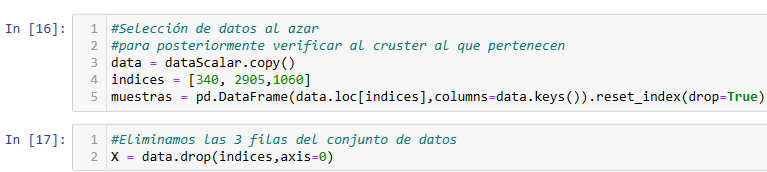 In [16]:
1 #Selección de datos al azar
2 #para posteriormente verificar al cruster al que pertenecen
3 data = dataScalar.copy()
4 indices = [340, 2905,1060]
5 muestras = pd.DataFrame(data.loc[indices],columns=data.keys()).reset_index(drop=True)
In [17]:
1 #Eliminamos las 3 filas del conjunto de datos
2 X = data.drop(indices,axis=0)